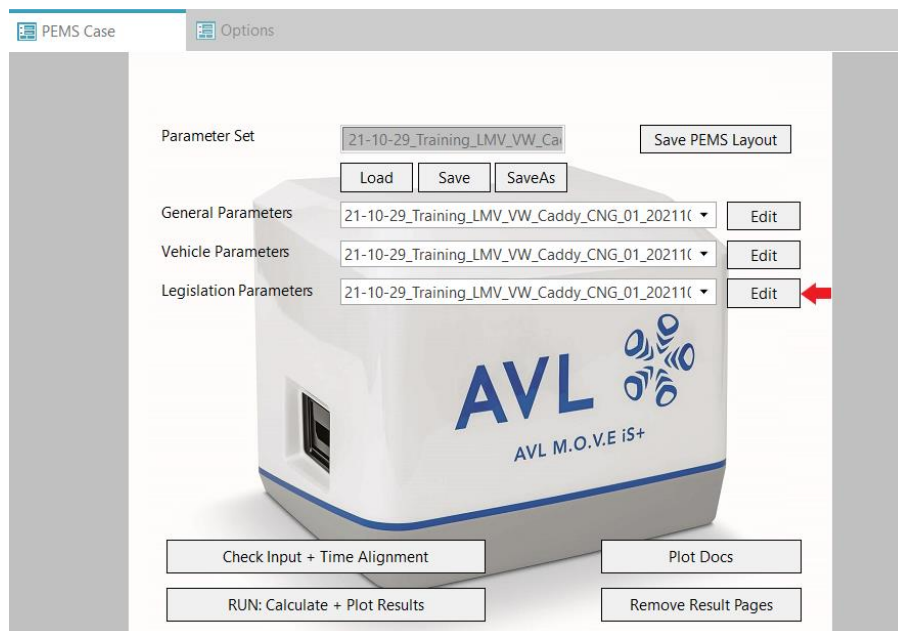 PEMS Case
Options
Parameter Set
21-10-29_Training_LMV_VW_Ca
Save PEMS Layout
Load
Save
SaveAs
General Parameters
21-10-29_Training_LMV_VW_Caddy_CNG_01_20211(
Edit
Vehicle Parameters
21-10-29_Training_LMV_VW_Caddy_CNG_01_20211(
Edit
Legislation Parameters
21-10-29_Training_LMV_VW_Caddy_CNG_01_20211(
Edit
AVL
AVL M.O.V.E iS+
Check Input + Time Alignment
Plot Docs
RUN: Calculate + Plot Results
Remove Result Pages